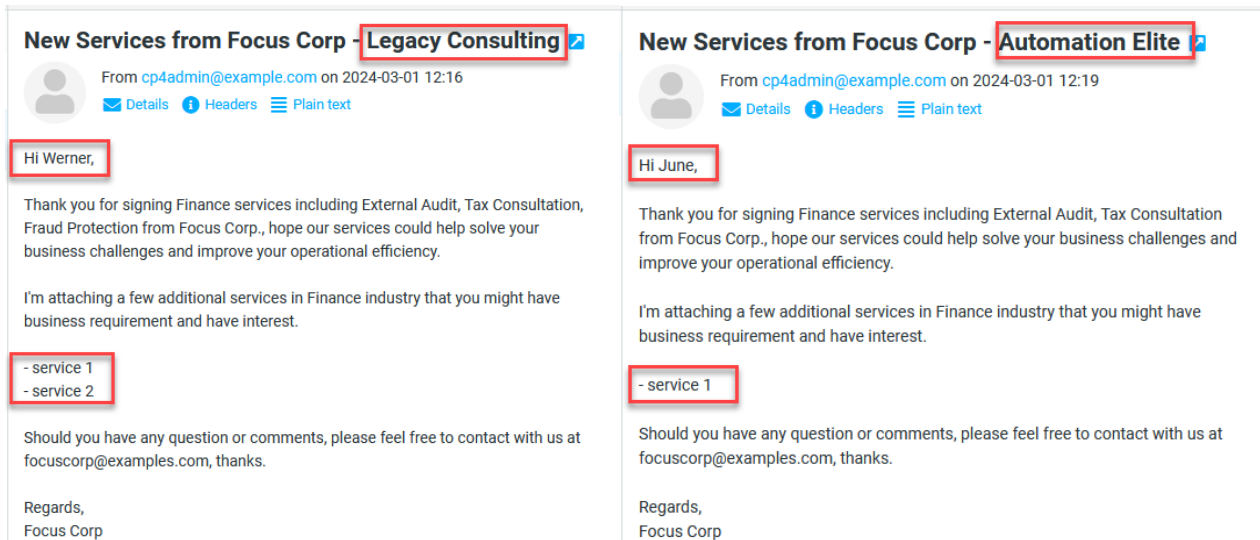 New Services from Focus Corp - Legacy Consulting
From cp4admin@example.com on 2024-03-01 12:16
Details Headers Plain text
Hi Werner,
Thank you for signing Finance services including External Audit, Tax Consultation,
Fraud Protection from Focus Corp., hope our services could help solve your
business challenges and improve your operational efficiency.
I'm attaching a few additional services in Finance industry that you might have
business requirement and have interest.
- service 1
- service 2
Should you have any question or comments, please feel free to contact with us at
focuscorp@examples.com, thanks.
Regards,
Focus Corp
New Services from Focus Corp - Automation Elite
From cp4admin@example.com on 2024-03-01 12:19
Details Headers Plain text
Hi June,
Thank you for signing Finance services including External Audit, Tax Consultation
from Focus Corp., hope our services could help solve your business challenges and
improve your operational efficiency.
I'm attaching a few additional services in Finance industry that you might have
business requirement and have interest.
- service 1
Should you have any question or comments, please feel free to contact with us at
focuscorp@examples.com, thanks.
Regards,
Focus Corp